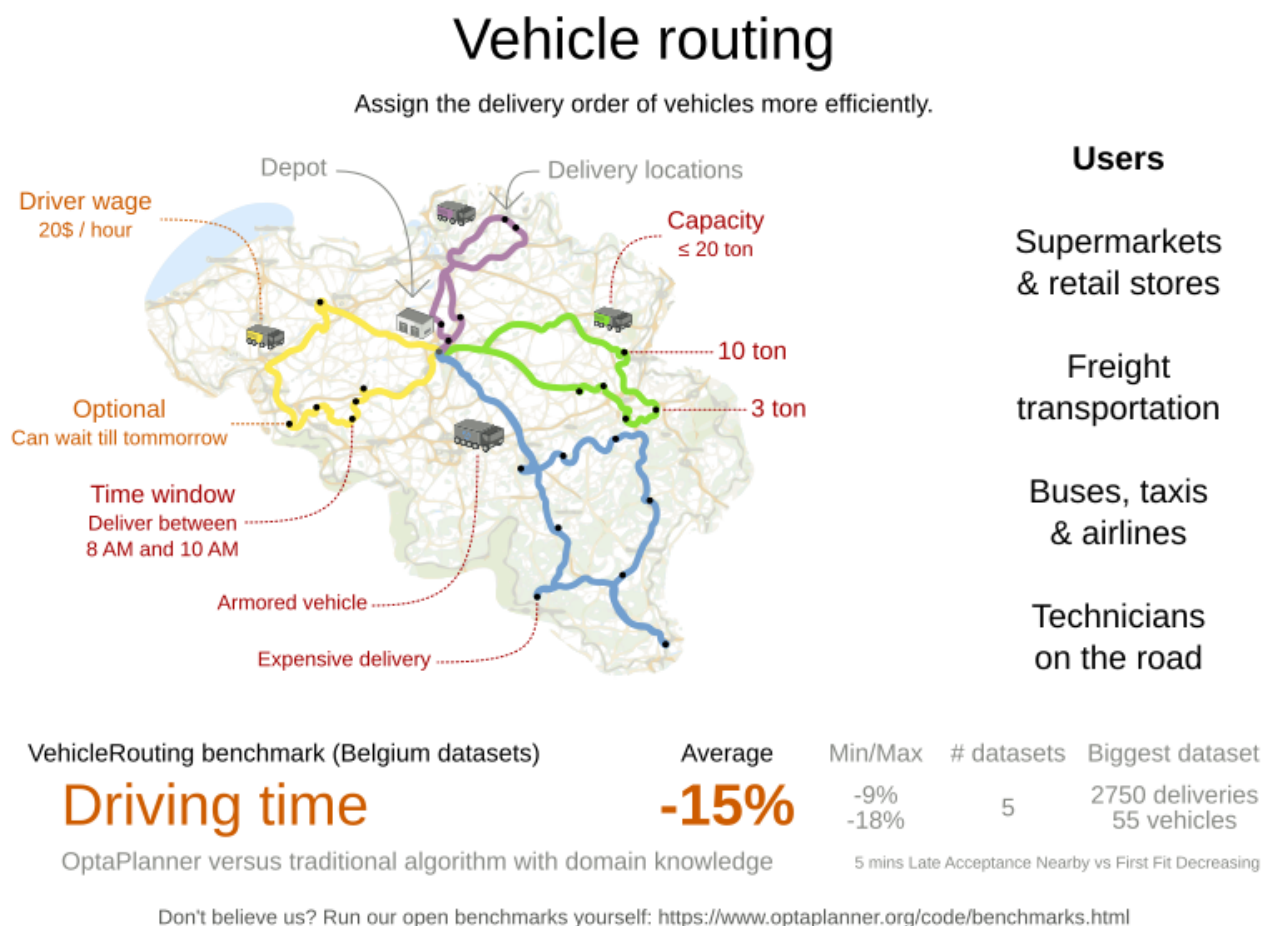 Vehicle routing
Assign the delivery order of vehicles more efficiently.
Depot
Delivery locations
Driver wage
20$ / hour
Capacity
≤ 20 ton
10 ton
3 ton
Optional
Can wait till tommorrow
Time window
Deliver between
8 AM and 10 AM
Armored vehicle
Expensive delivery
Users
Supermarkets
& retail stores
Freight
transportation
Buses, taxis
& airlines
Technicians
on the road
VehicleRouting benchmark (Belgium datasets)
Average
Min/Max
# datasets
Biggest dataset
Driving time
-15%
-9%
-18%
5
2750 deliveries
55 vehicles
OptaPlanner versus traditional algorithm with domain knowledge
5 mins Late Acceptance Nearby vs First Fit Decreasing
Don't believe us? Run our open benchmarks yourself: https://www.optaplanner.org/code/benchmarks.html